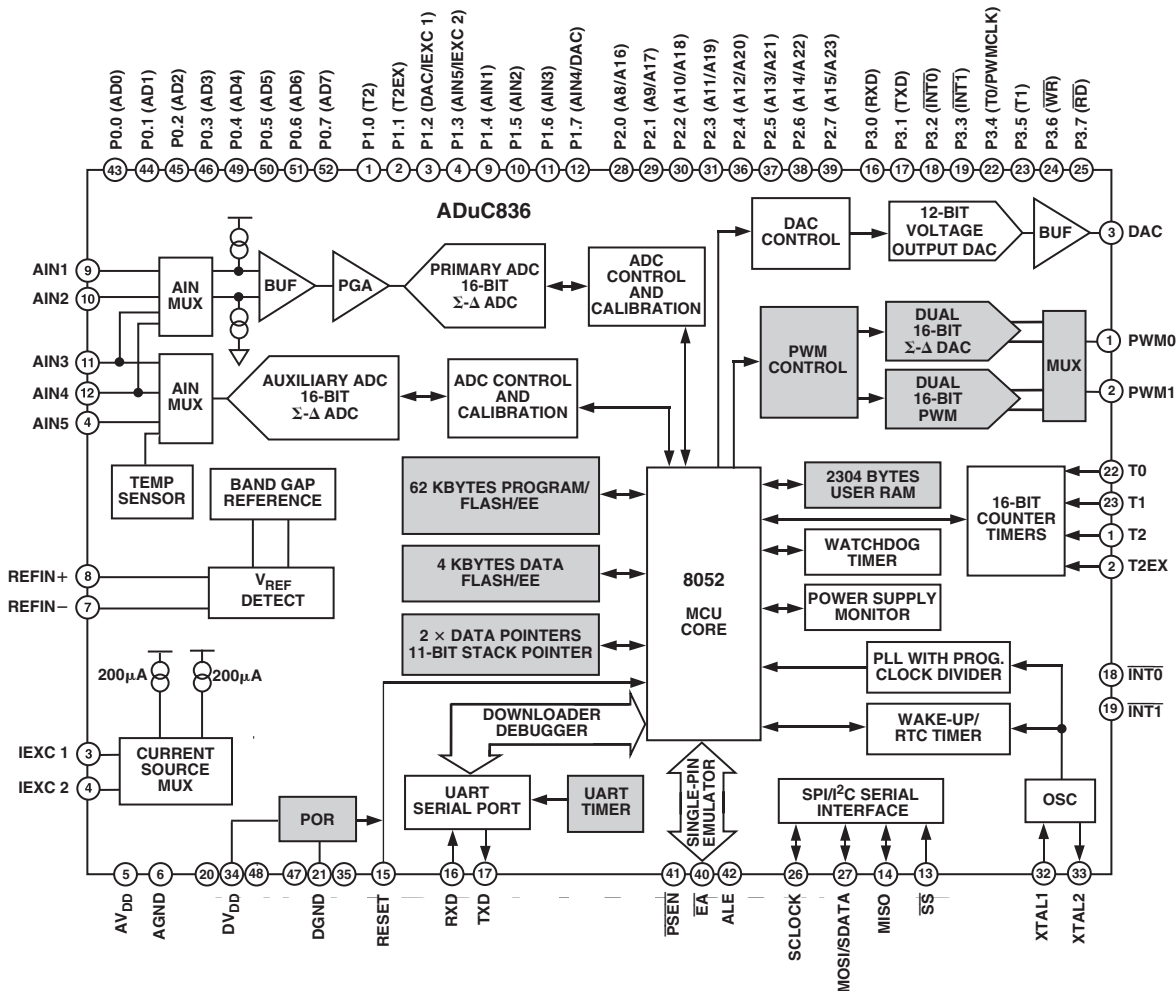 P0.0 (AD0)
P0.1 (AD1)
P0.2 (AD2)
P0.3 (AD3)
P0.4 (AD4)
P0.5 (AD5)
P0.6 (AD6)
P0.7 (AD7)
P1.0 (T2)
P1.1 (T2EX)
P1.2 (DAC/IEXC 1)
P1.3 (AIN5/IEXC 2)
P1.4 (AIN1)
P1.5 (AIN2)
P1.6 (AIN3)
P1.7 (AIN4/DAC)
P2.0 (A8/A16)
P2.1 (A9/A17)
P2.2 (A10/A18)
P2.3 (A11/A19)
P2.4 (A12/A20)
P2.5 (A13/A21)
P2.6 (A14/A22)
P2.7 (A15/A23)
P3.0 (RXD)
P3.1 (TXD)
P3.2 (INT0)
P3.3 (INT1)
P3.4 (T0/PWMCLK)
P3.5 (T1)
P3.6 (WR)
P3.7 (RD)
43 44 45 46 49 50 51 52 1 2 3 4 9 10 11 12 28 29 30 31 36 37 38 39 16 17 18 19 22 23 24 25
ADuC836
AIN1 9
AIN2 10
AIN3 11
AIN4 12
AIN5 4
AIN
MUX
BUF
PGA
PRIMARY ADC
16-BIT
Σ-Δ ADC
ADC
CONTROL
AND
CALIBRATION
DAC
CONTROL
12-BIT
VOLTAGE
OUTPUT DAC
BUF
3 DAC
AIN
MUX
AUXILIARY ADC
16-BIT
Σ-Δ ADC
ADC CONTROL
AND
CALIBRATION
PWM
CONTROL
DUAL
16-BIT
Σ-Δ DAC
DUAL
16-BIT
PWM
MUX
1 PWM0
2 PWM1
TEMP
SENSOR
BAND GAP
REFERENCE
VREF
DETECT
REFIN+ 8
REFIN− 7
62 KBYTES PROGRAM/
FLASH/EE
4 KBYTES DATA
FLASH/EE
2 × DATA POINTERS
11-BIT STACK POINTER
8052
MCU
CORE
2304 BYTES
USER RAM
WATCHDOG
TIMER
POWER SUPPLY
MONITOR
PLL WITH PROG.
CLOCK DIVIDER
WAKE-UP/
RTC TIMER
16-BIT
COUNTER
TIMERS
22 T0
23 T1
1 T2
2 T2EX
18 INT0
19 INT1
200µA
200µA
CURRENT
SOURCE
MUX
IEXC 1 3
IEXC 2 4
DOWNLOADER
DEBUGGER
POR
UART
SERIAL PORT
UART
TIMER
SINGLE-PIN
EMULATOR
SPI/I²C SERIAL
INTERFACE
OSC
5 6 20 34 48 47 21 35 15 16 17 41 40 42 26 27 14 13 32 33
AVDD
AGND
DVDD
DGND
RESET
RXD
TXD
PSEN
EA
ALE
SCLOCK
MOSI/SDATA
MISO
SS
XTAL1
XTAL2